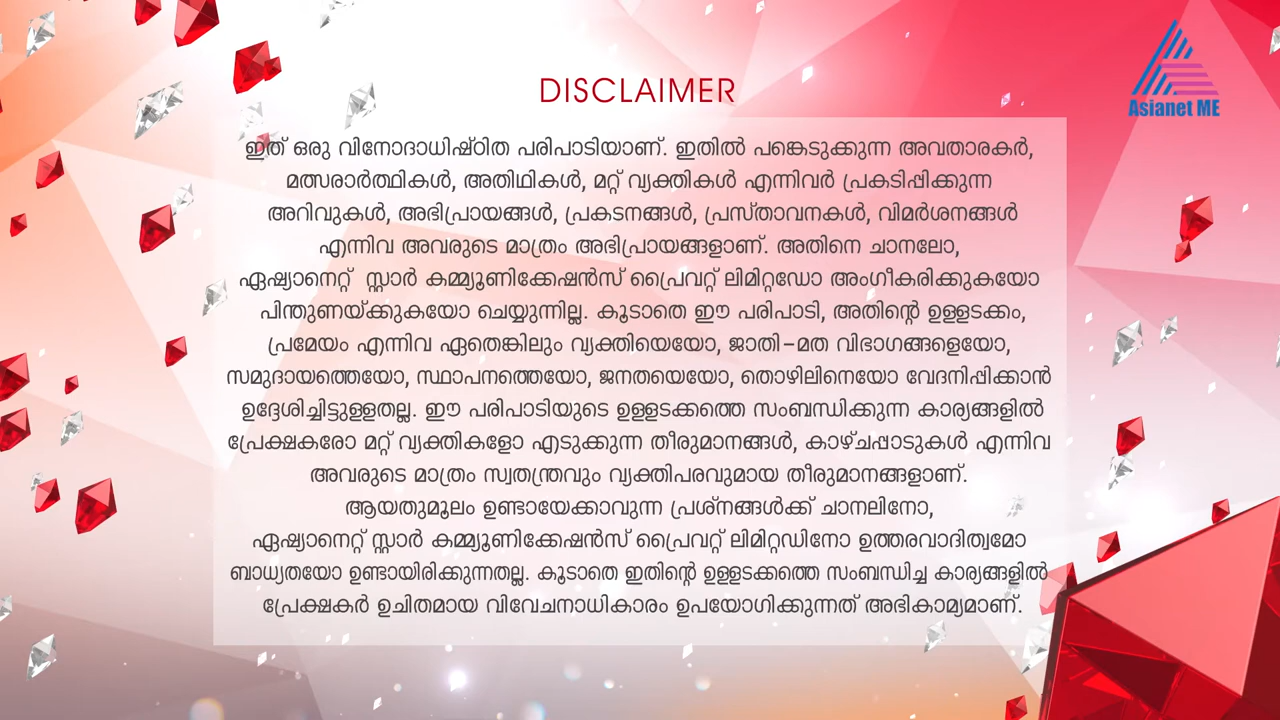 DISCLAIMER
Asianet ME
ഇത് ഒരു വിനോദാധിഷ്ഠിത പരിപാടിയാണ്. ഇതിൽ പങ്കെടുക്കുന്ന അവതാരകർ,
മത്സരാർത്ഥികൾ, അതിഥികൾ, മറ്റ് വ്യക്തികൾ എന്നിവർ പ്രകടിപ്പിക്കുന്ന
അറിവുകൾ, അഭിപ്രായങ്ങൾ, പ്രകടനങ്ങൾ, പ്രസ്താവനകൾ, വിമർശനങ്ങൾ
എന്നിവ അവരുടെ മാത്രം അഭിപ്രായങ്ങളാണ്. അതിനെ ചാനലോ,
ഏഷ്യാനെറ്റ് സ്റ്റാർ കമ്മ്യൂണിക്കേഷൻസ് പ്രൈവറ്റ് ലിമിറ്റഡോ അംഗീകരിക്കുകയോ
പിന്തുണയ്ക്കുകയോ ചെയ്യുന്നില്ല. കൂടാതെ ഈ പരിപാടി, അതിന്റെ ഉള്ളടക്കം,
പ്രമേയം എന്നിവ ഏതെങ്കിലും വ്യക്തിയെയോ, ജാതി-മത വിഭാഗങ്ങളെയോ,
സമുദായത്തെയോ, സ്ഥാപനത്തെയോ, ജനതയെയോ, തൊഴിലിനെയോ വേദനിപ്പിക്കാൻ
ഉദ്ദേശിച്ചിട്ടുള്ളതല്ല. ഈ പരിപാടിയുടെ ഉള്ളടക്കത്തെ സംബന്ധിക്കുന്ന കാര്യങ്ങളിൽ
പ്രേക്ഷകരോ മറ്റ് വ്യക്തികളോ എടുക്കുന്ന തീരുമാനങ്ങൾ, കാഴ്ചപ്പാടുകൾ എന്നിവ
അവരുടെ മാത്രം സ്വതന്ത്രവും വ്യക്തിപരവുമായ തീരുമാനങ്ങളാണ്.
ആയതുമൂലം ഉണ്ടായേക്കാവുന്ന പ്രശ്നങ്ങൾക്ക് ചാനലിനോ,
ഏഷ്യാനെറ്റ് സ്റ്റാർ കമ്മ്യൂണിക്കേഷൻസ് പ്രൈവറ്റ് ലിമിറ്റഡിനോ ഉത്തരവാദിത്വമോ
ബാധ്യതയോ ഉണ്ടായിരിക്കുന്നതല്ല. കൂടാതെ ഇതിന്റെ ഉള്ളടക്കത്തെ സംബന്ധിച്ച കാര്യങ്ങളിൽ
പ്രേക്ഷകർ ഉചിതമായ വിവേചനാധികാരം ഉപയോഗിക്കുന്നത് അഭികാമ്യമാണ്.